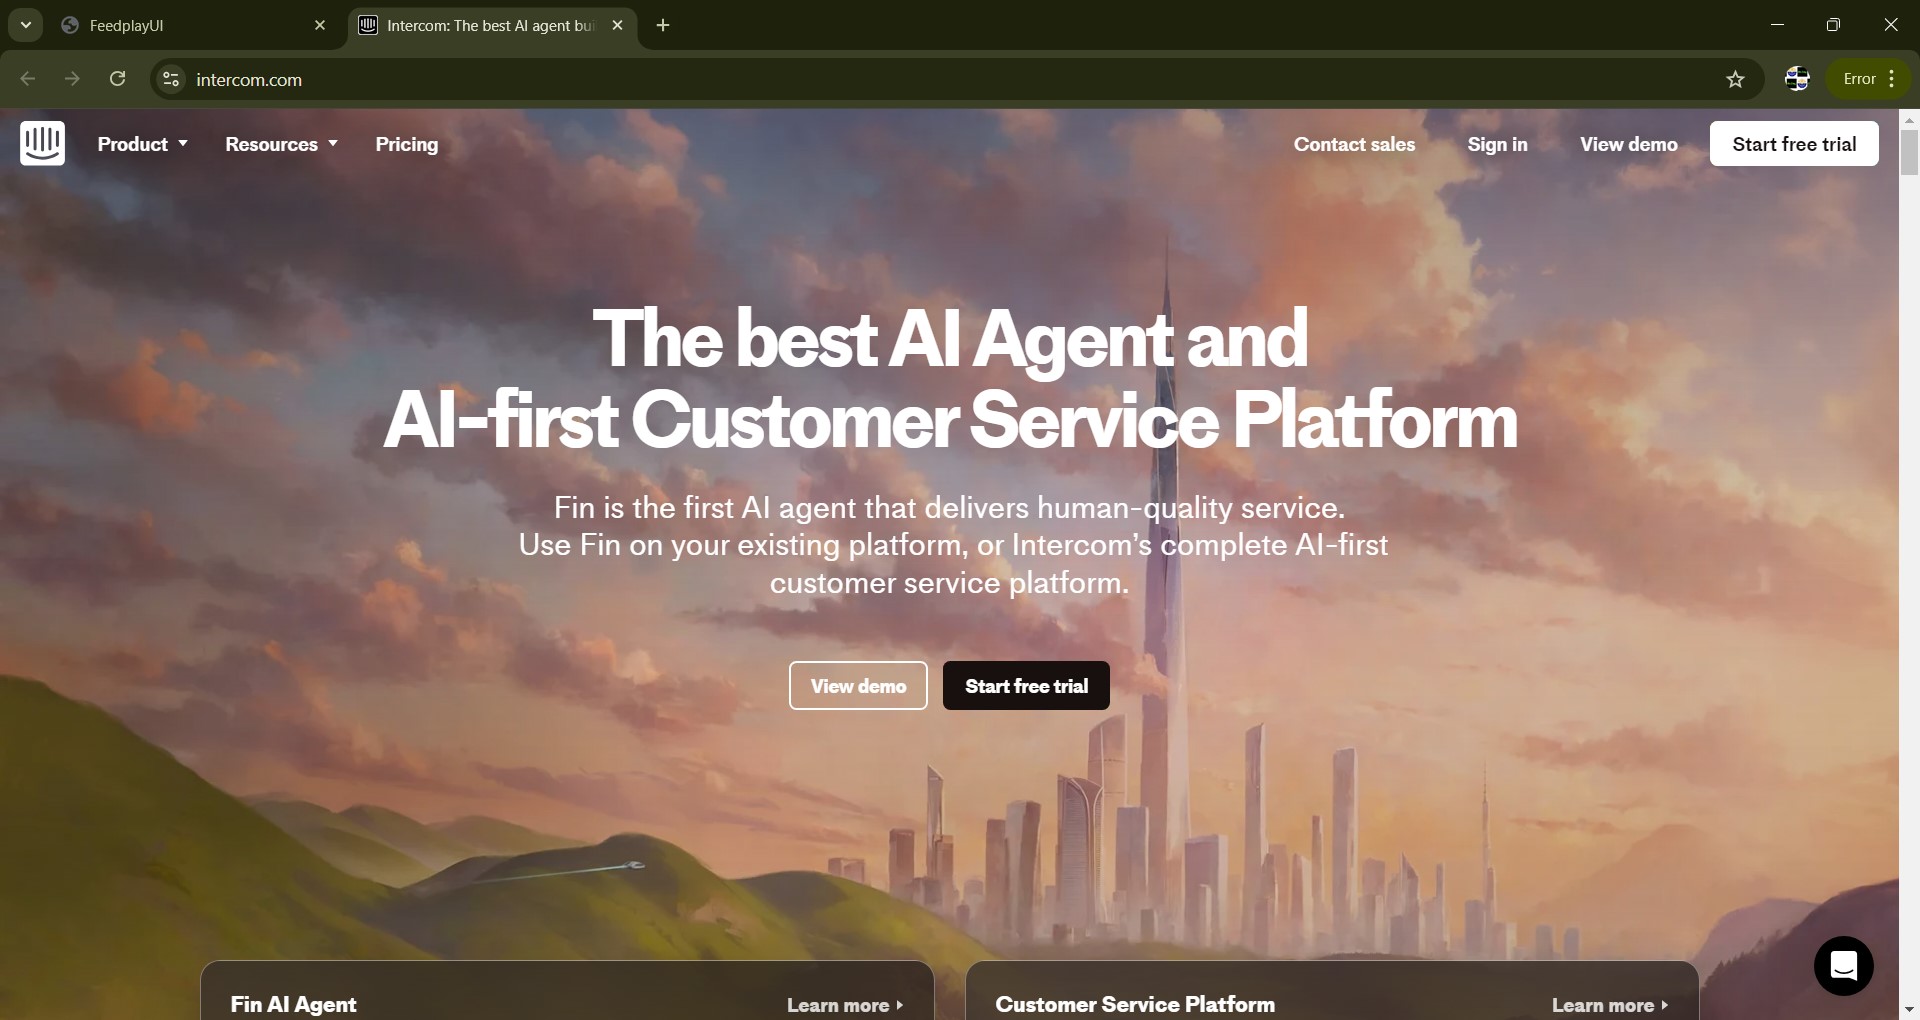 FeedplayUI
Intercom: The best AI agent bui
intercom.com
Error
Product
Resources
Pricing
Contact sales
Sign in
View demo
Start free trial
The best AI Agent and
AI-first Customer Service Platform
Fin is the first AI agent that delivers human-quality service.
Use Fin on your existing platform, or Intercom's complete AI-first
customer service platform.
View demo
Start free trial
Fin AI Agent
Learn more
Customer Service Platform
Learn more